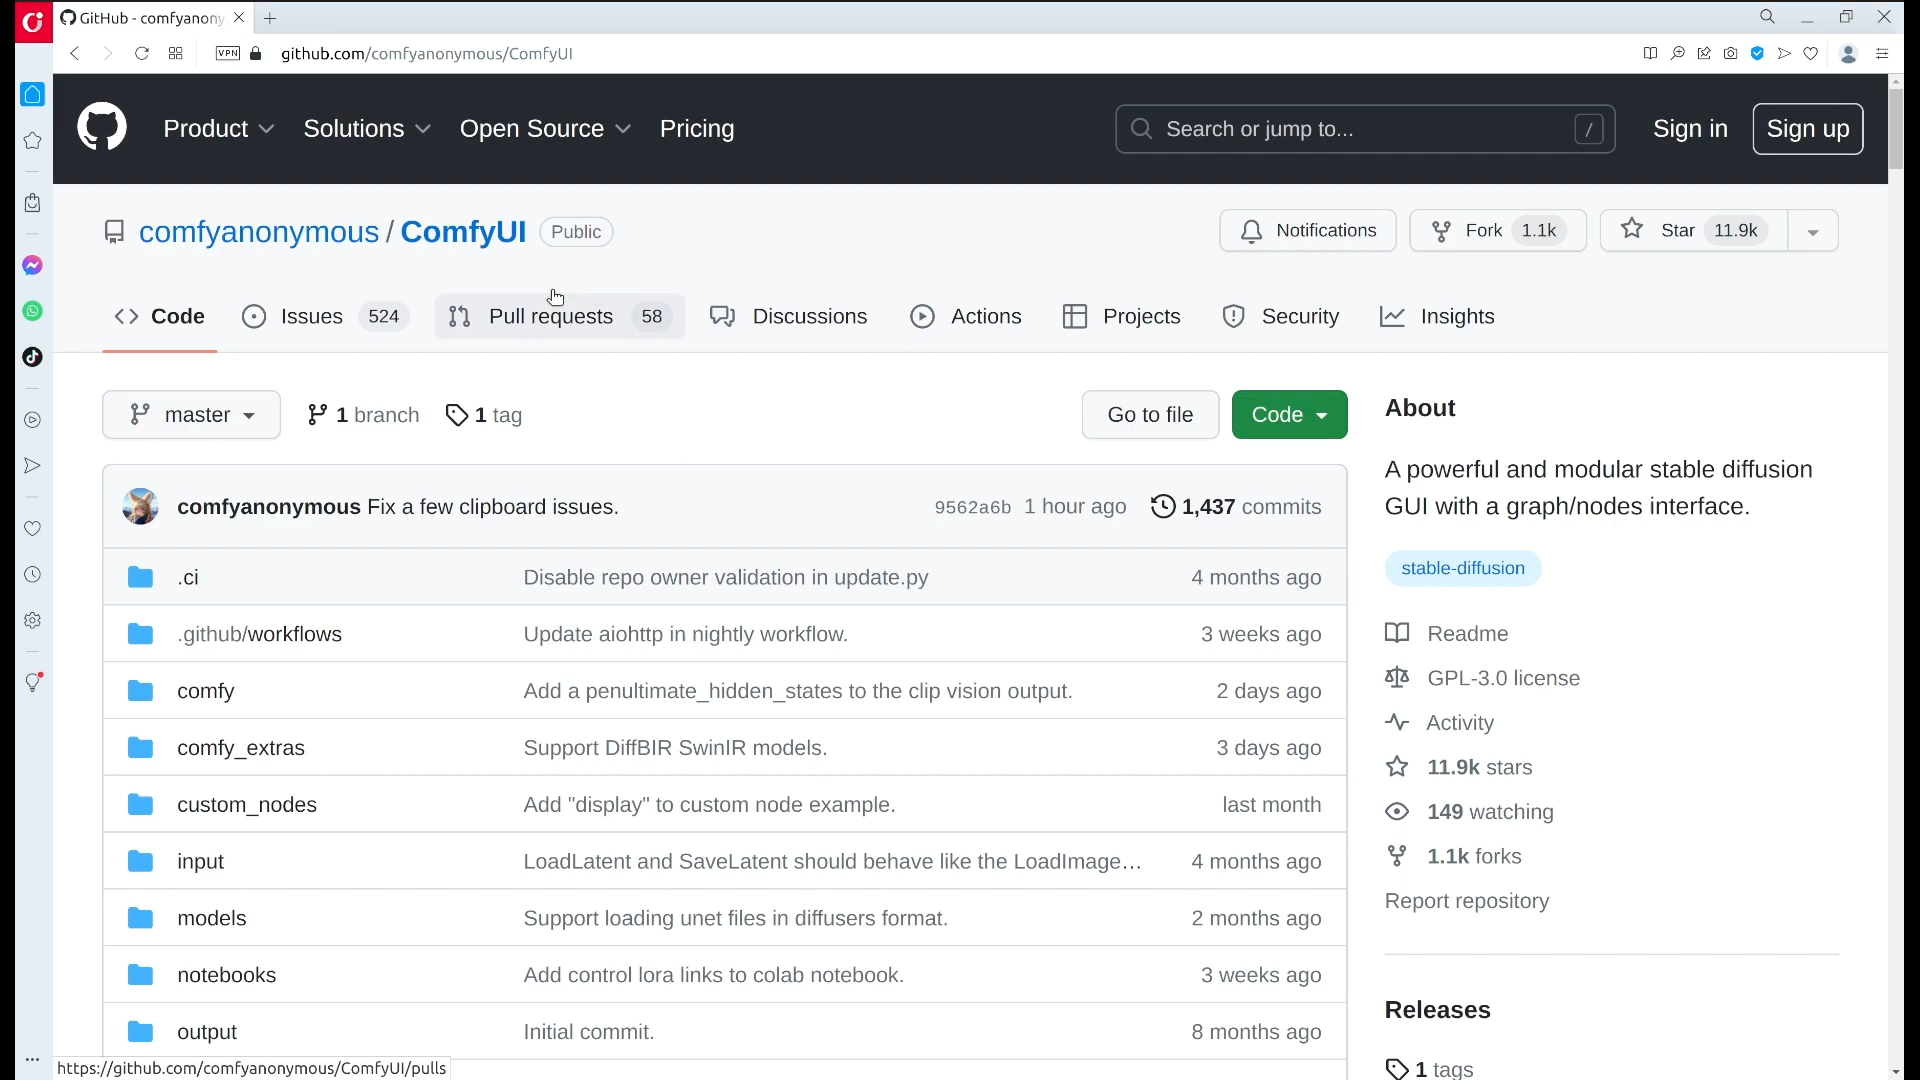 GitHub - comfyanony
VPN github.com/comfyanonymous/ComfyUI
Product Solutions Open Source Pricing Search or jump to... / Sign in Sign up
comfyanonymous / ComfyUI Public Notifications Fork 1.1k Star 11.9k
Code Issues 524 Pull requests 58 Discussions Actions Projects Security Insights
master 1 branch 1 tag Go to file Code
comfyanonymous Fix a few clipboard issues. 9562a6b 1 hour ago 1,437 commits
.ci Disable repo owner validation in update.py 4 months ago
.github/workflows Update aiohttp in nightly workflow. 3 weeks ago
comfy Add a penultimate_hidden_states to the clip vision output. 2 days ago
comfy_extras Support DiffBIR SwinIR models. 3 days ago
custom_nodes Add "display" to custom node example. last month
input LoadLatent and SaveLatent should behave like the LoadImage... 4 months ago
models Support loading unet files in diffusers format. 2 months ago
notebooks Add control lora links to colab notebook. 3 weeks ago
output Initial commit. 8 months ago
About
A powerful and modular stable diffusion
GUI with a graph/nodes interface.
stable-diffusion
Readme
GPL-3.0 license
Activity
11.9k stars
149 watching
1.1k forks
Report repository
Releases
1 tags
https://github.com/comfyanonymous/ComfyUI/pulls